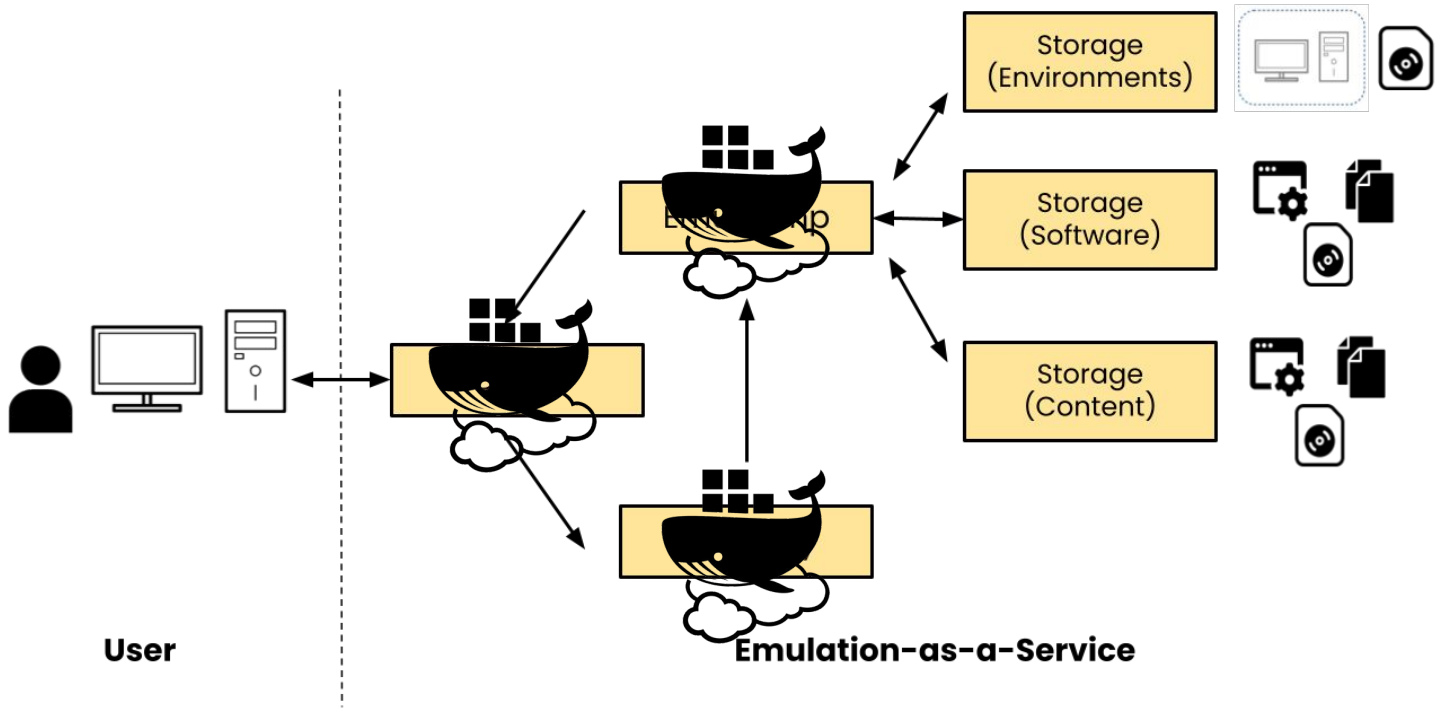 Storage
(Environments)
Storage
(Software)
Storage
(Content)
User
Emulation-as-a-Service